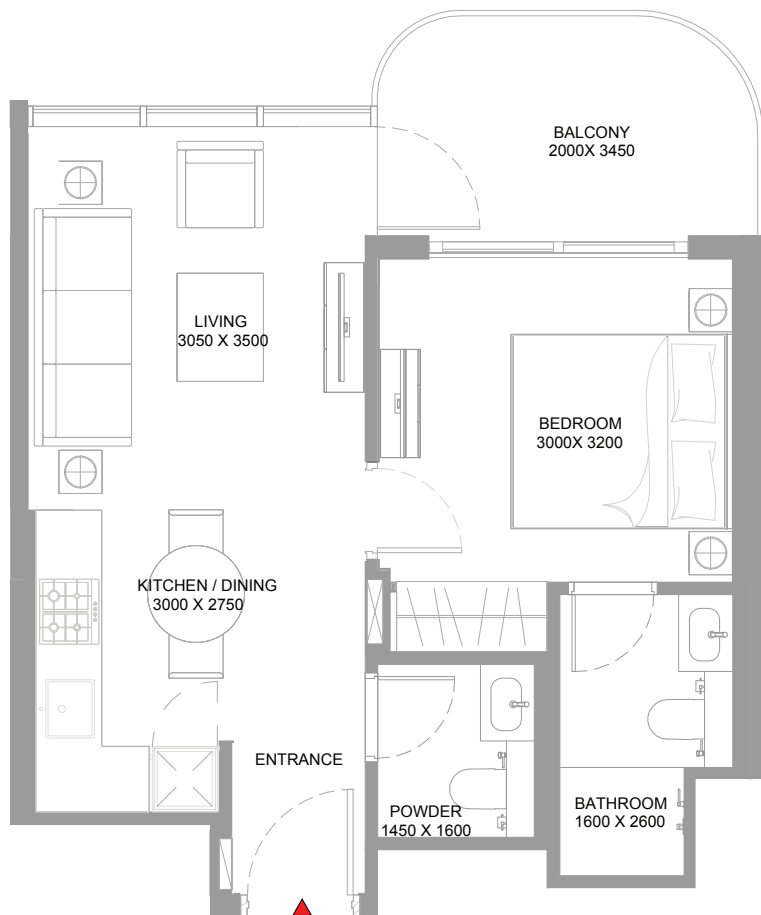 BALCONY
2000X 3450
LIVING
3050 X 3500
BEDROOM
3000X 3200
KITCHEN / DINING
3000 X 2750
ENTRANCE
POWDER
1450 X 1600
BATHROOM
1600 X 2600